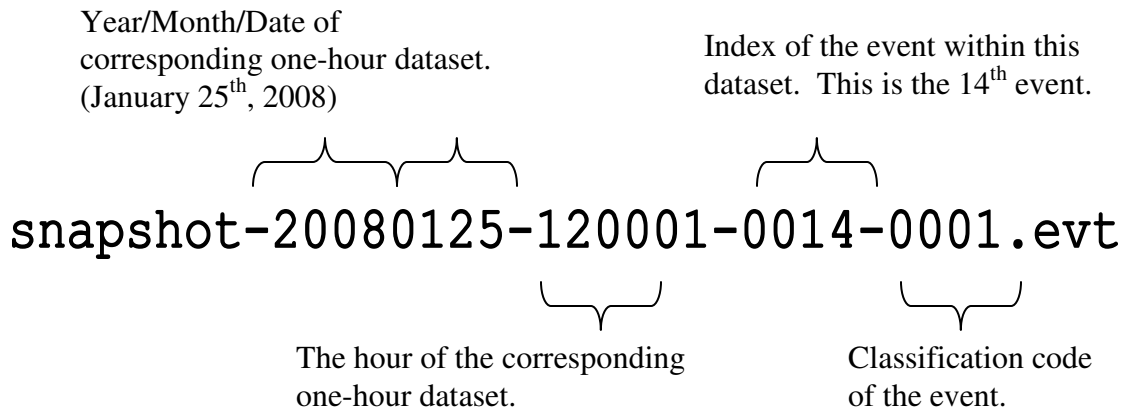 Year/Month/Date of
corresponding one-hour dataset.
(January 25th, 2008)
Index of the event within this
dataset. This is the 14th event.
snapshot-20080125-120001-0014-0001.evt
The hour of the corresponding
one-hour dataset.
Classification code
of the event.